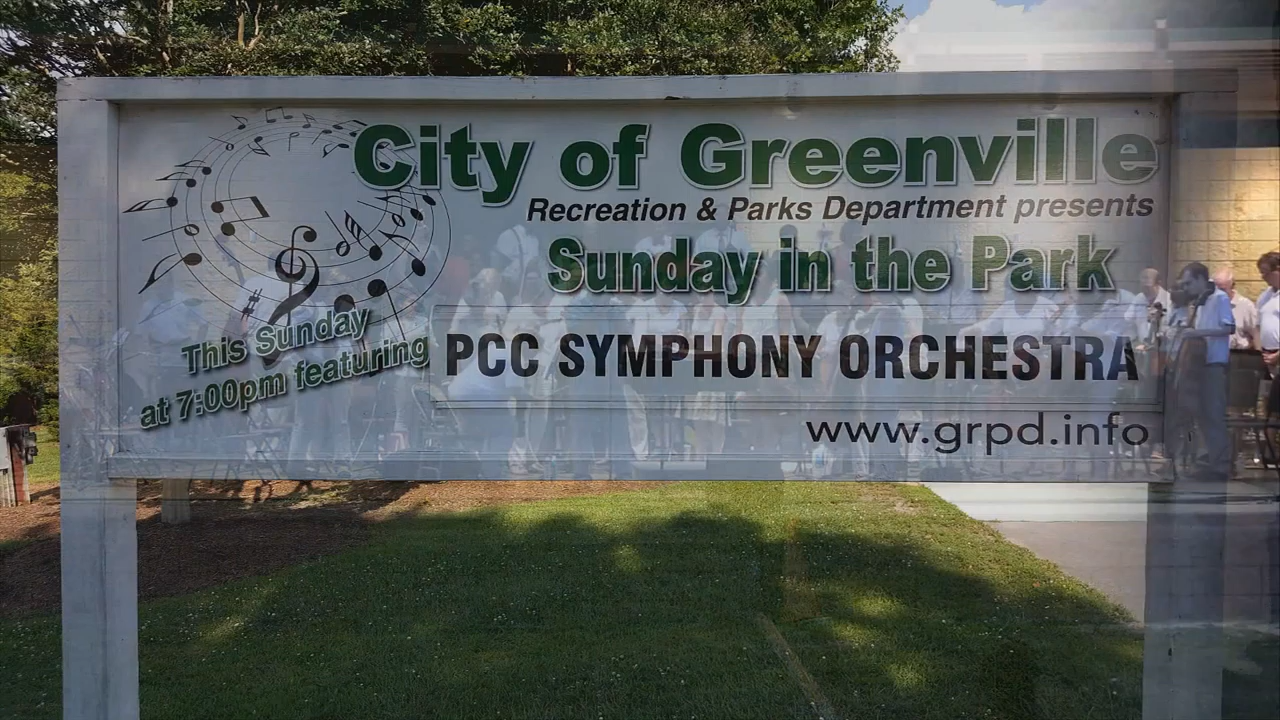 City of Greenville
Recreation & Parks Department presents
Sunday in the Park
This Sunday
at 7:00pm featuring
PCC SYMPHONY ORCHESTRA
www.grpd.info